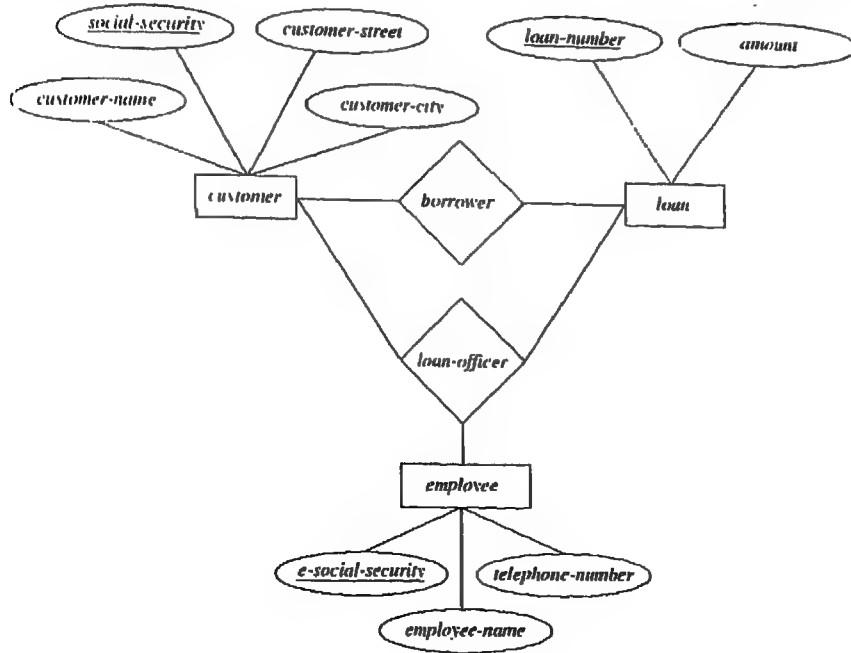 social-security
customer-street
loan-number
amount
customer-name
customer-city
customer
borrower
loan
loan-officer
employee
e-social-security
telephone-number
employee-name